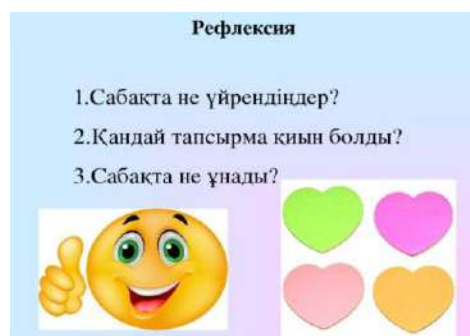 Рефлексия
1.Сабақта не үйрендіңдер?
2.Қандай тапсырма қиын болды?
3.Сабақта не ұнады?